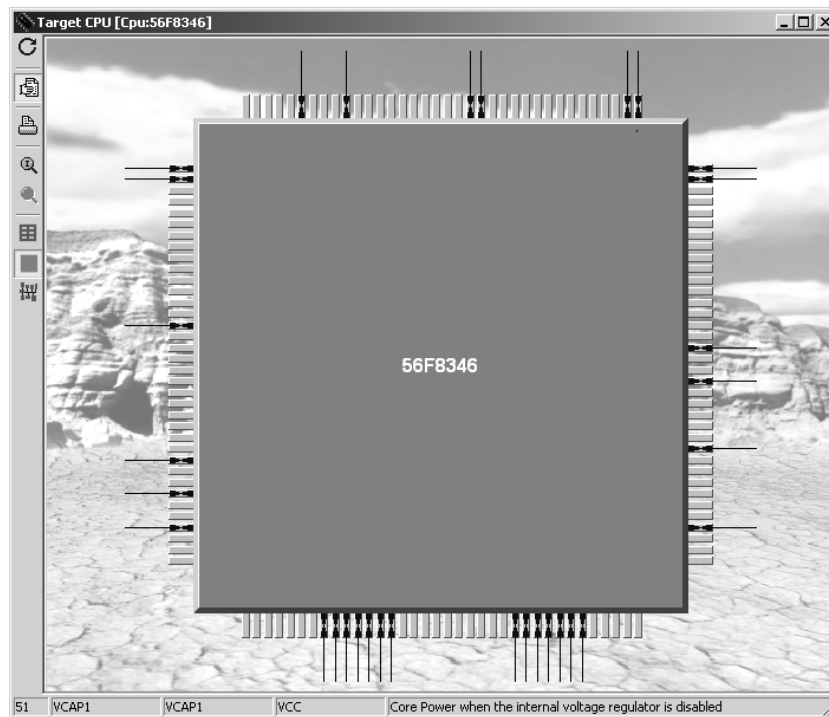 Target CPU [Cpu:56F8346]
56F8346
51 VCAP1 VCAP1 VCC Core Power when the internal voltage regulator is disabled